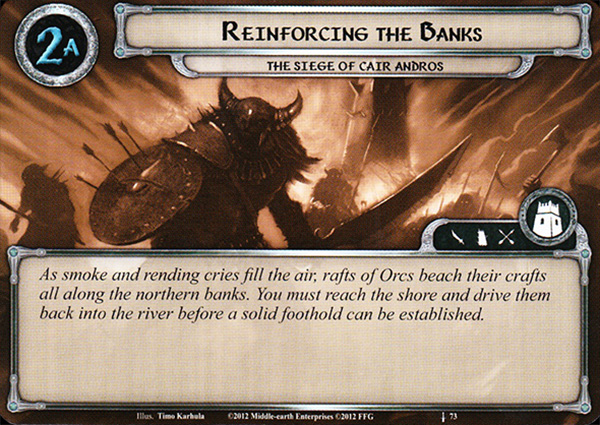 2A
REINFORCING THE BANKS
THE SIEGE OF CAIR ANDROS
As smoke and rending cries fill the air, rafts of Orcs beach their crafts
all along the northern banks. You must reach the shore and drive them
back into the river before a solid foothold can be established.
Illus. Timo Karhula ©2012 Middle-earth Enterprises ©2012 FFG 73